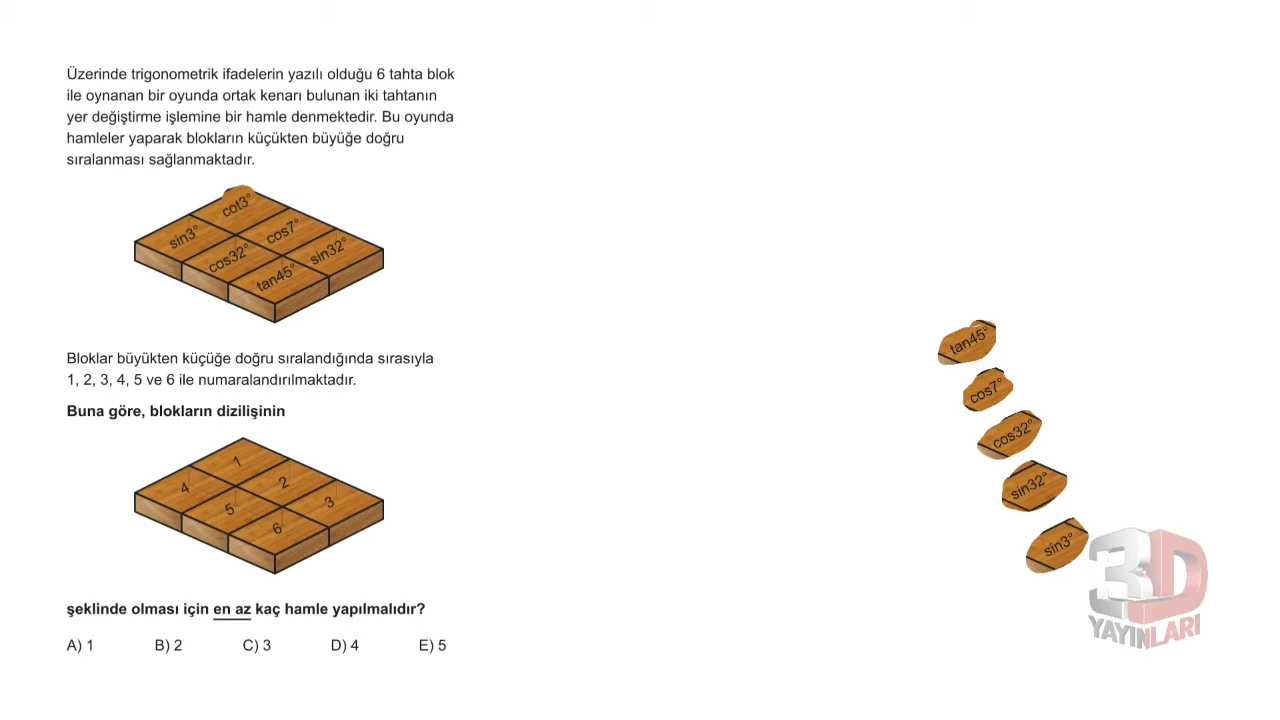 Üzerinde trigonometrik ifadelerin yazılı olduğu 6 tahta blok
ile oynanan bir oyunda ortak kenarı bulunan iki tahtanın
yer değiştirme işlemine bir hamle denmektedir. Bu oyunda
hamleler yaparak blokların küçükten büyüğe doğru
sıralanması sağlanmaktadır.
cot3°
sin3°
cos7°
cos32°
sin32°
tan45°
Bloklar büyükten küçüğe doğru sıralandığında sırasıyla
1, 2, 3, 4, 5 ve 6 ile numaralandırılmaktadır.
Buna göre, blokların dizilişinin
1
4
2
5
3
6
şeklinde olması için en az kaç hamle yapılmalıdır?
A) 1 B) 2 C) 3 D) 4 E) 5
tan45°
cos7°
cos32°
sin32°
sin3°
3D
YAYINLARI